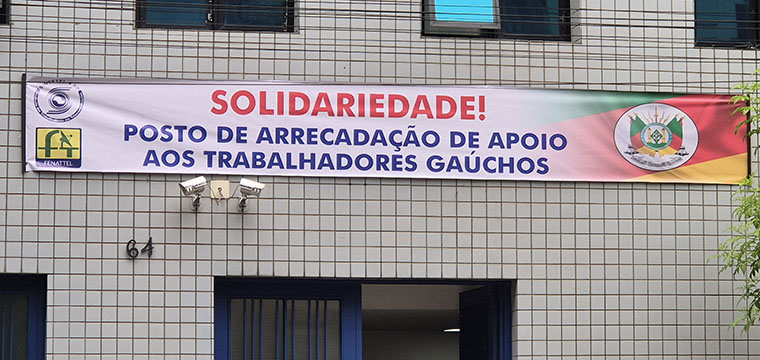 SOLIDARIEDADE!
POSTO DE ARRECADAÇÃO DE APOIO
AOS TRABALHADORES GAÚCHOS
FENATTEL
64